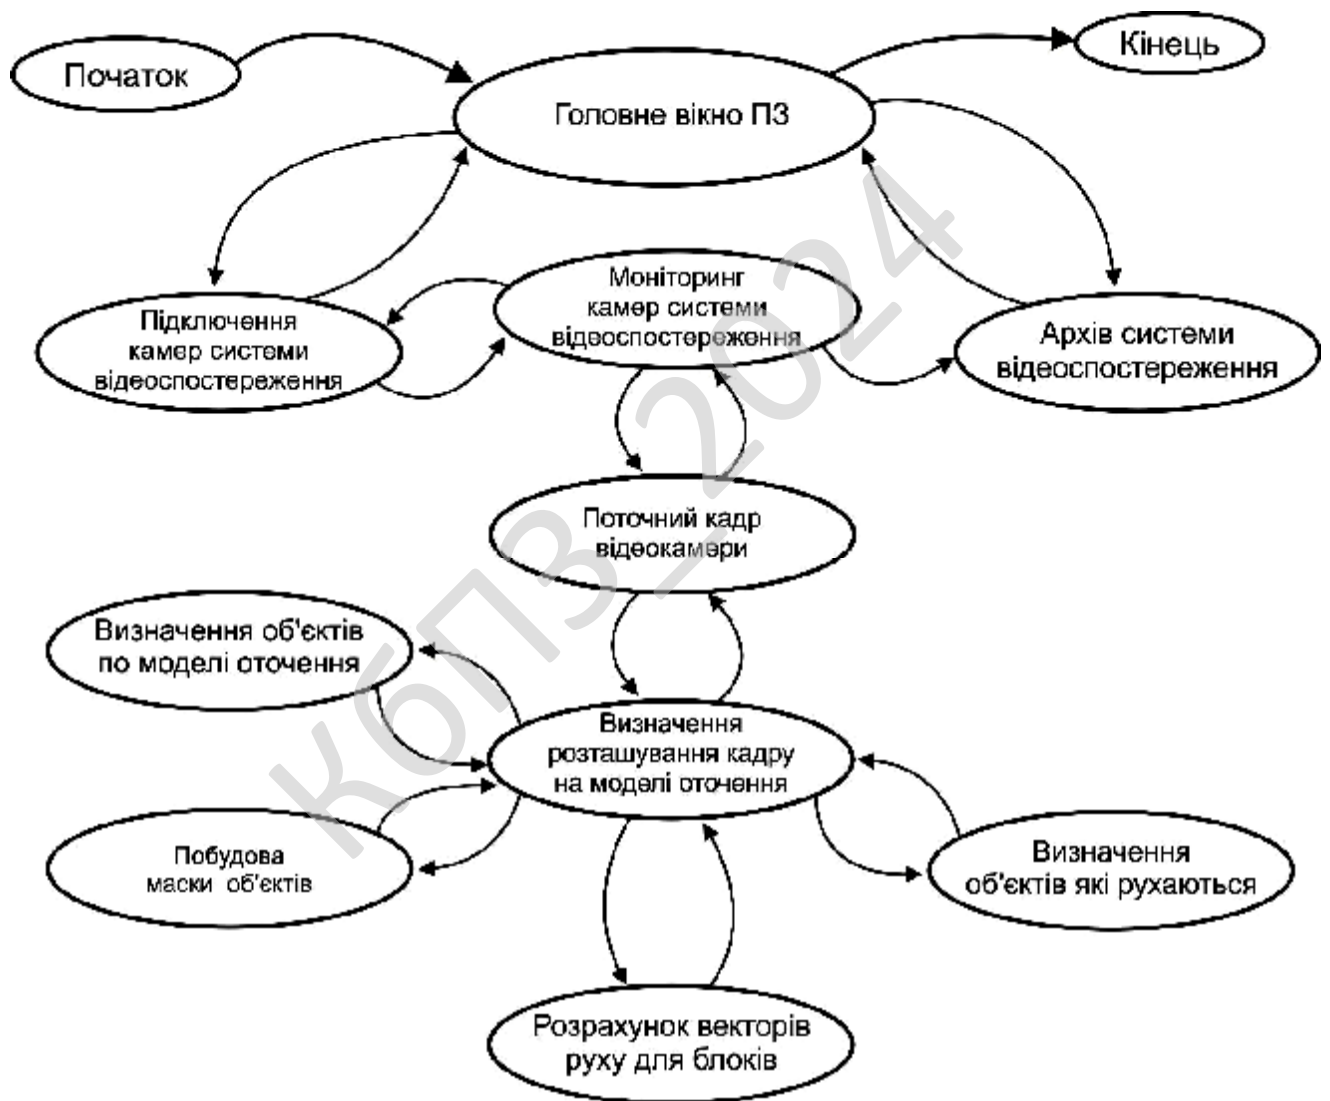 Початок
Кінець
Головне вікно ПЗ
Підключення
камер системи
відеоспостереження
Моніторинг
камер системи
відеоспостереження
Архів системи
відеоспостереження
Поточний кадр
відеокамери
Визначення об'єктів
по моделі оточення
Визначення
розташування кадру
на моделі оточення
Побудова
маски об'єктів
Визначення
об'єктів які рухаються
Розрахунок векторів
руху для блоків
КбПЗ_2024